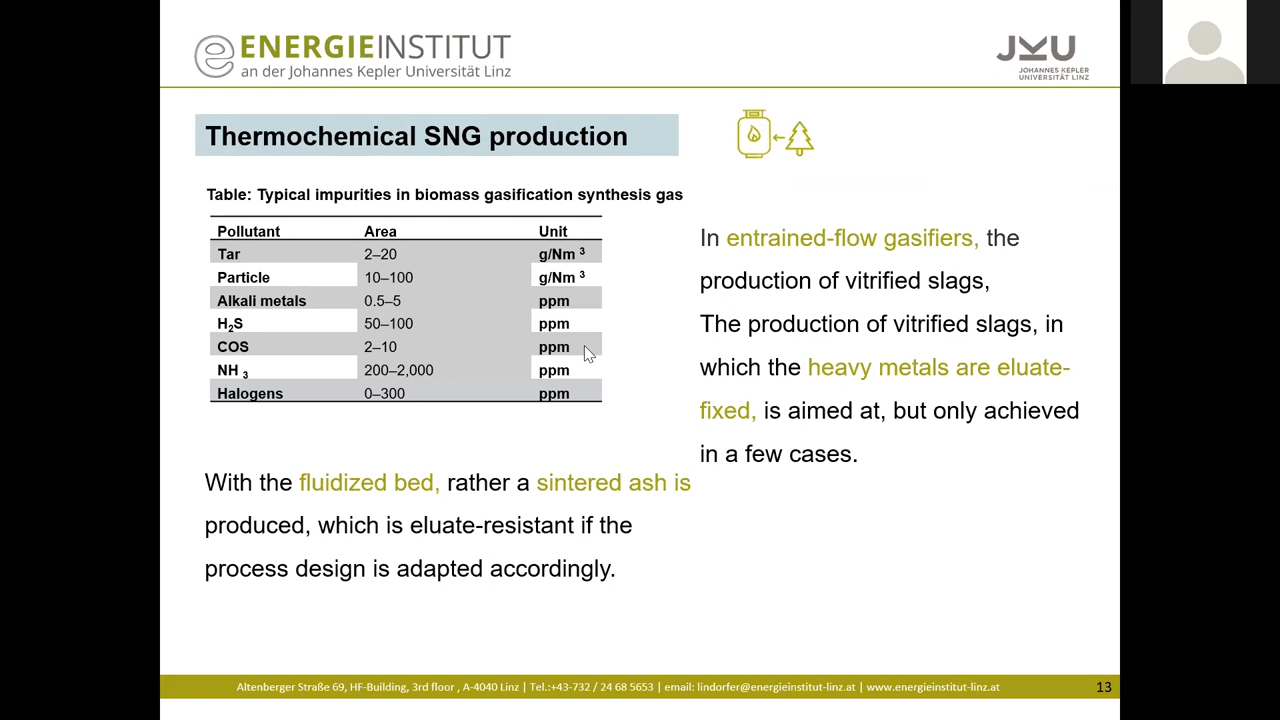 ENERGIEINSTITUT
an der Johannes Kepler Universität Linz
JKU
JOHANNES KEPLER
UNIVERSITÄT LINZ
Thermochemical SNG production
Table: Typical impurities in biomass gasification synthesis gas
Pollutant Area Unit
Tar 2–20 g/Nm ³
Particle 10–100 g/Nm ³
Alkali metals 0.5–5 ppm
H₂S 50–100 ppm
COS 2–10 ppm
NH ₃ 200–2,000 ppm
Halogens 0–300 ppm
In entrained-flow gasifiers, the
production of vitrified slags,
The production of vitrified slags, in
which the heavy metals are eluate-
fixed, is aimed at, but only achieved
in a few cases.
With the fluidized bed, rather a sintered ash is
produced, which is eluate-resistant if the
process design is adapted accordingly.
Altenberger Straße 69, HF-Building, 3rd floor , A-4040 Linz | Tel.:+43-732 / 24 68 5653 | email: lindorfer@energieinstitut-linz.at | www.energieinstitut-linz.at
13